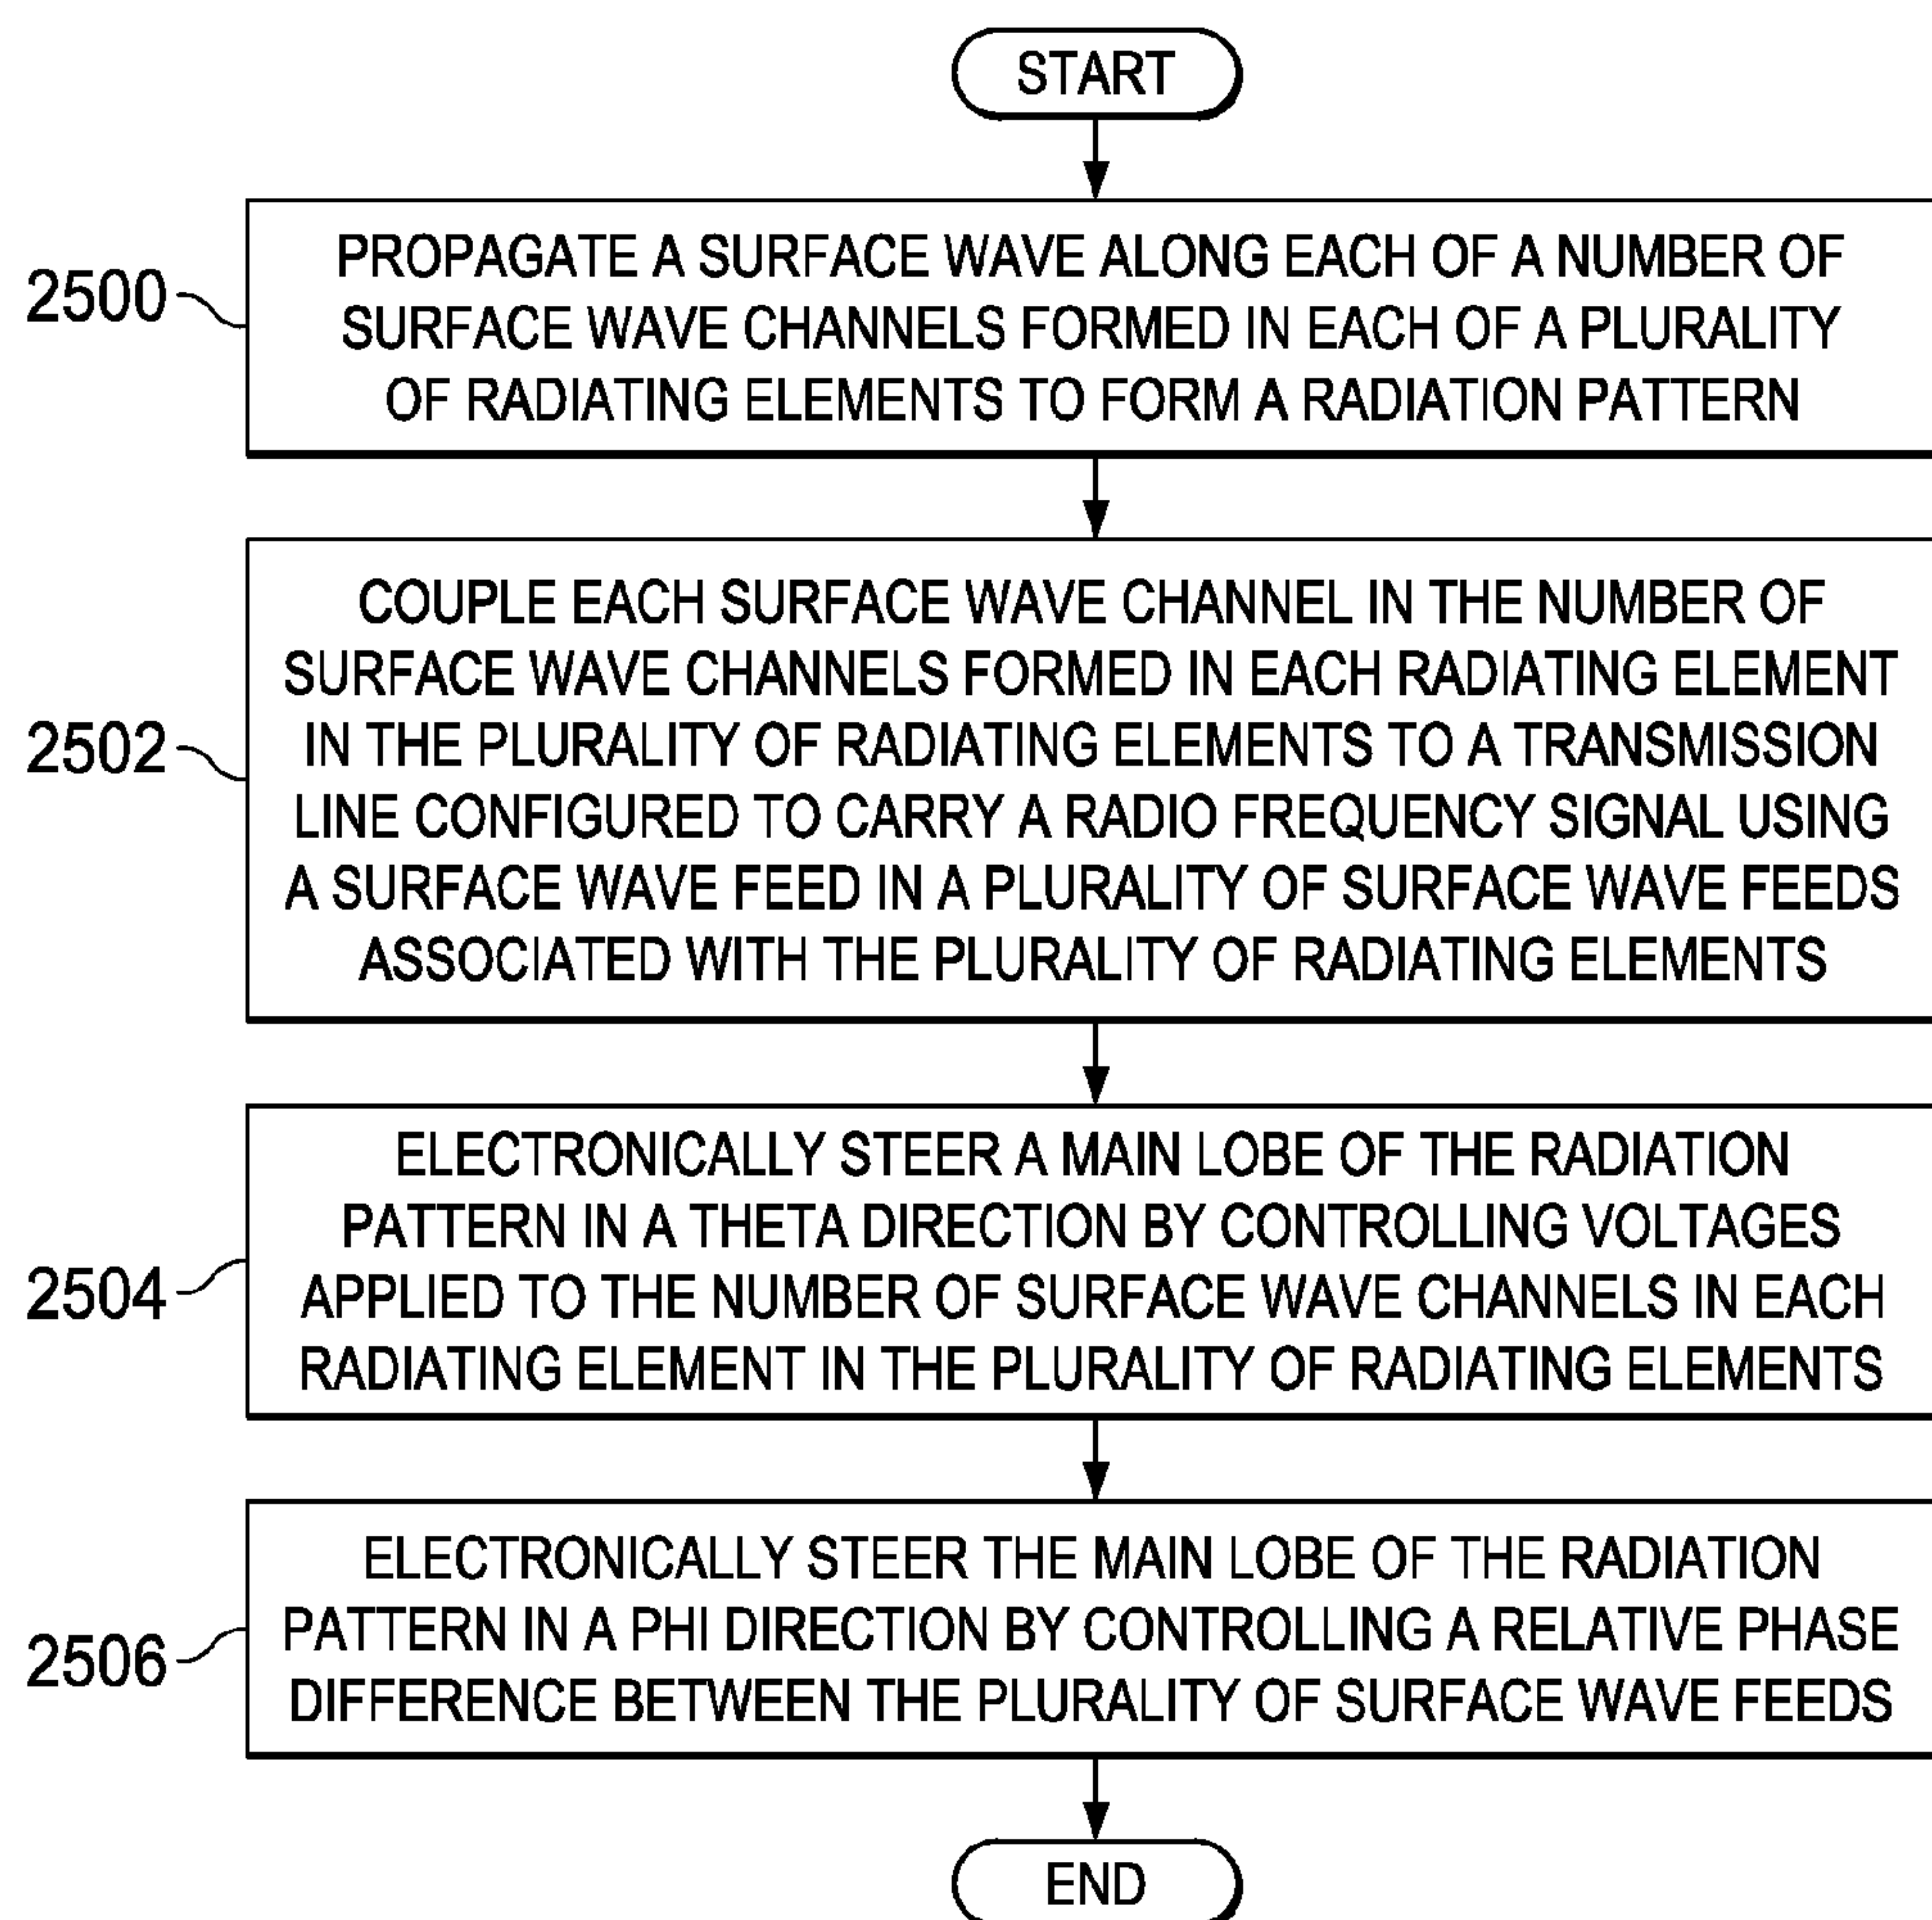 START
2500
PROPAGATE A SURFACE WAVE ALONG EACH OF A NUMBER OF
SURFACE WAVE CHANNELS FORMED IN EACH OF A PLURALITY
OF RADIATING ELEMENTS TO FORM A RADIATION PATTERN
2502
COUPLE EACH SURFACE WAVE CHANNEL IN THE NUMBER OF
SURFACE WAVE CHANNELS FORMED IN EACH RADIATING ELEMENT
IN THE PLURALITY OF RADIATING ELEMENTS TO A TRANSMISSION
LINE CONFIGURED TO CARRY A RADIO FREQUENCY SIGNAL USING
A SURFACE WAVE FEED IN A PLURALITY OF SURFACE WAVE FEEDS
ASSOCIATED WITH THE PLURALITY OF RADIATING ELEMENTS
2504
ELECTRONICALLY STEER A MAIN LOBE OF THE RADIATION
PATTERN IN A THETA DIRECTION BY CONTROLLING VOLTAGES
APPLIED TO THE NUMBER OF SURFACE WAVE CHANNELS IN EACH
RADIATING ELEMENT IN THE PLURALITY OF RADIATING ELEMENTS
2506
ELECTRONICALLY STEER THE MAIN LOBE OF THE RADIATION
PATTERN IN A PHI DIRECTION BY CONTROLLING A RELATIVE PHASE
DIFFERENCE BETWEEN THE PLURALITY OF SURFACE WAVE FEEDS
END